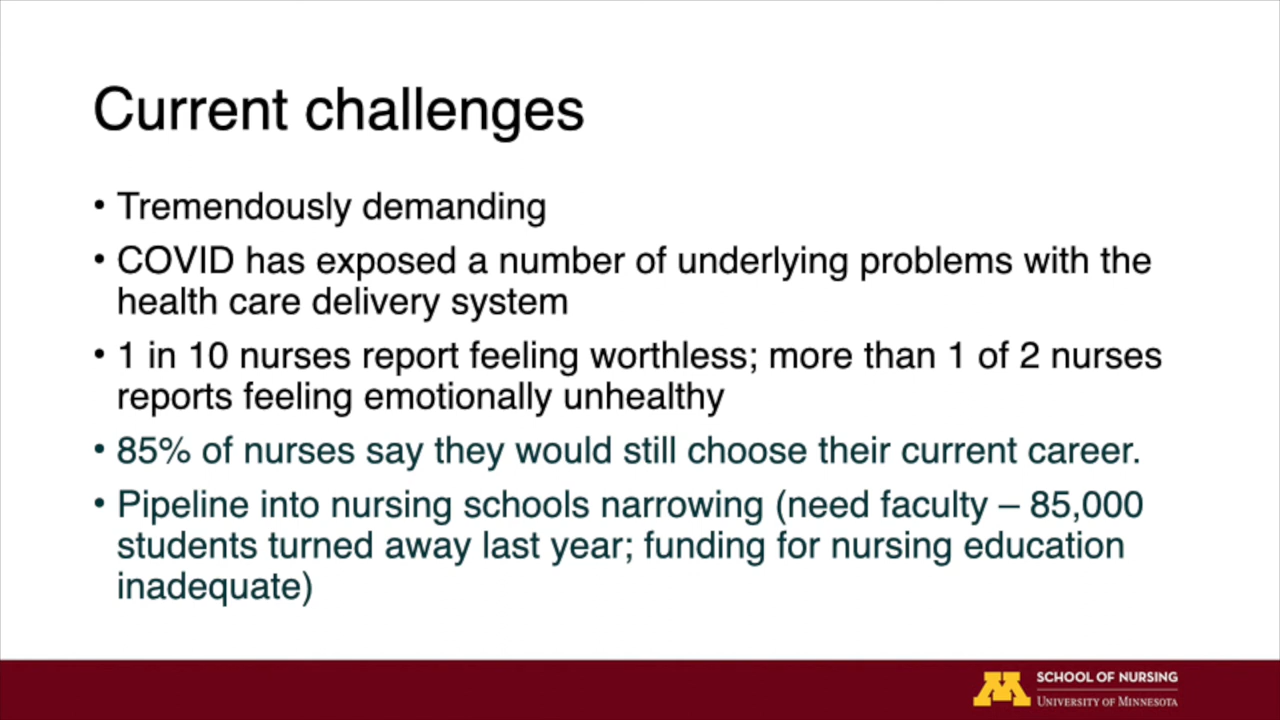 Current challenges
• Tremendously demanding
• COVID has exposed a number of underlying problems with the
health care delivery system
• 1 in 10 nurses report feeling worthless; more than 1 of 2 nurses
reports feeling emotionally unhealthy
• 85% of nurses say they would still choose their current career.
• Pipeline into nursing schools narrowing (need faculty – 85,000
students turned away last year; funding for nursing education
inadequate)
M
SCHOOL OF NURSING
UNIVERSITY OF MINNESOTA